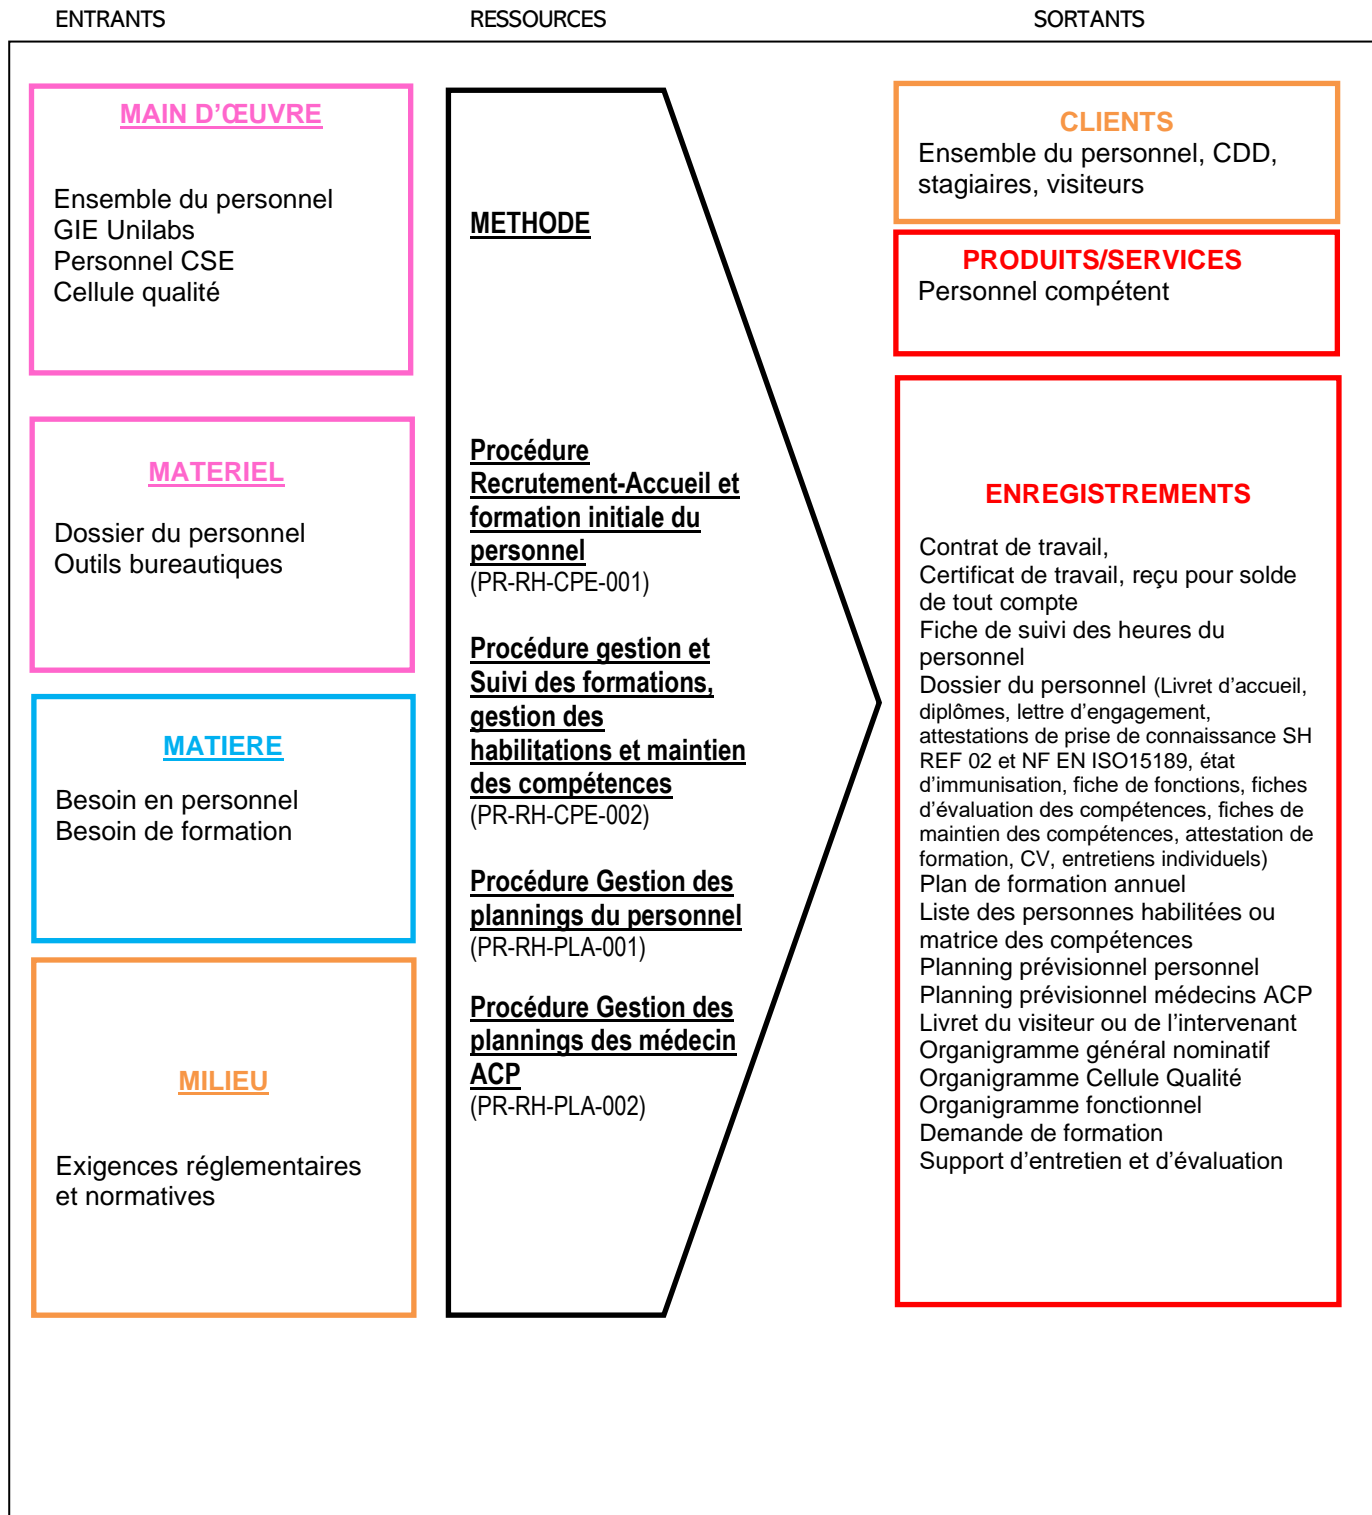 ENTRANTS
RESSOURCES
SORTANTS
MAIN D'ŒUVRE
Ensemble du personnel
GIE Unilabs
Personnel CSE
Cellule qualité
MATERIEL
Dossier du personnel
Outils bureautiques
MATIERE
Besoin en personnel
Besoin de formation
MILIEU
Exigences réglementaires
et normatives
METHODE
Procédure
Recrutement-Accueil et
formation initiale du
personnel
(PR-RH-CPE-001)
Procédure gestion et
Suivi des formations,
gestion des
habilitations et maintien
des compétences
(PR-RH-CPE-002)
Procédure Gestion des
plannings du personnel
(PR-RH-PLA-001)
Procédure Gestion des
plannings des médecin
ACP
(PR-RH-PLA-002)
CLIENTS
Ensemble du personnel, CDD,
stagiaires, visiteurs
PRODUITS/SERVICES
Personnel compétent
ENREGISTREMENTS
Contrat de travail,
Certificat de travail, reçu pour solde
de tout compte
Fiche de suivi des heures du
personnel
Dossier du personnel (Livret d'accueil,
diplômes, lettre d'engagement,
attestations de prise de connaissance SH
REF 02 et NF EN ISO15189, état
d'immunisation, fiche de fonctions, fiches
d'évaluation des compétences, fiches de
maintien des compétences, attestation de
formation, CV, entretiens individuels)
Plan de formation annuel
Liste des personnes habilitées ou
matrice des compétences
Planning prévisionnel personnel
Planning prévisionnel médecins ACP
Livret du visiteur ou de l'intervenant
Organigramme général nominatif
Organigramme Cellule Qualité
Organigramme fonctionnel
Demande de formation
Support d'entretien et d'évaluation